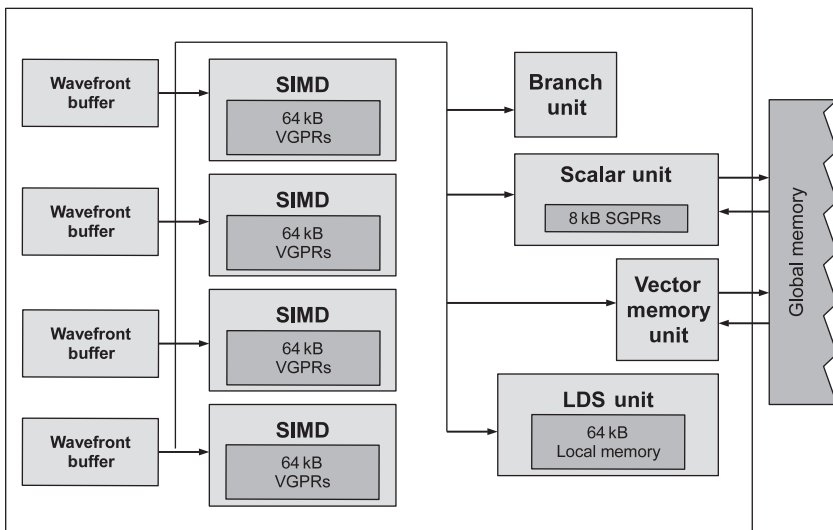 Wavefront
buffer
SIMD
64 kB
VGPRs
Wavefront
buffer
SIMD
64 kB
VGPRs
Wavefront
buffer
SIMD
64 kB
VGPRs
Wavefront
buffer
SIMD
64 kB
VGPRs
Branch
unit
Scalar unit
8 kB SGPRs
Vector
memory
unit
LDS unit
64 kB
Local memory
Global memory